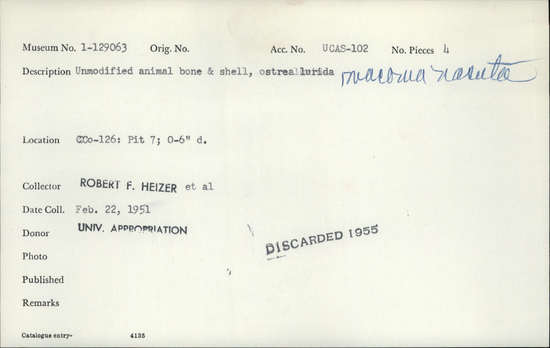 Museum No. 1-129063 Orig. No. Acc. No. UCAS-102 No. Pieces 4
Description Unmodified animal bone & shell, ostrea lurida macoma nasuta
Location CCo-126: Pit 7; 0-6" d.
Collector ROBERT F. HEIZER et al
Date Coll. Feb. 22, 1951
Donor UNIV. APPROPRIATION
DISCARDED 1955
Photo
Published
Remarks
Catalogue entry- 4135